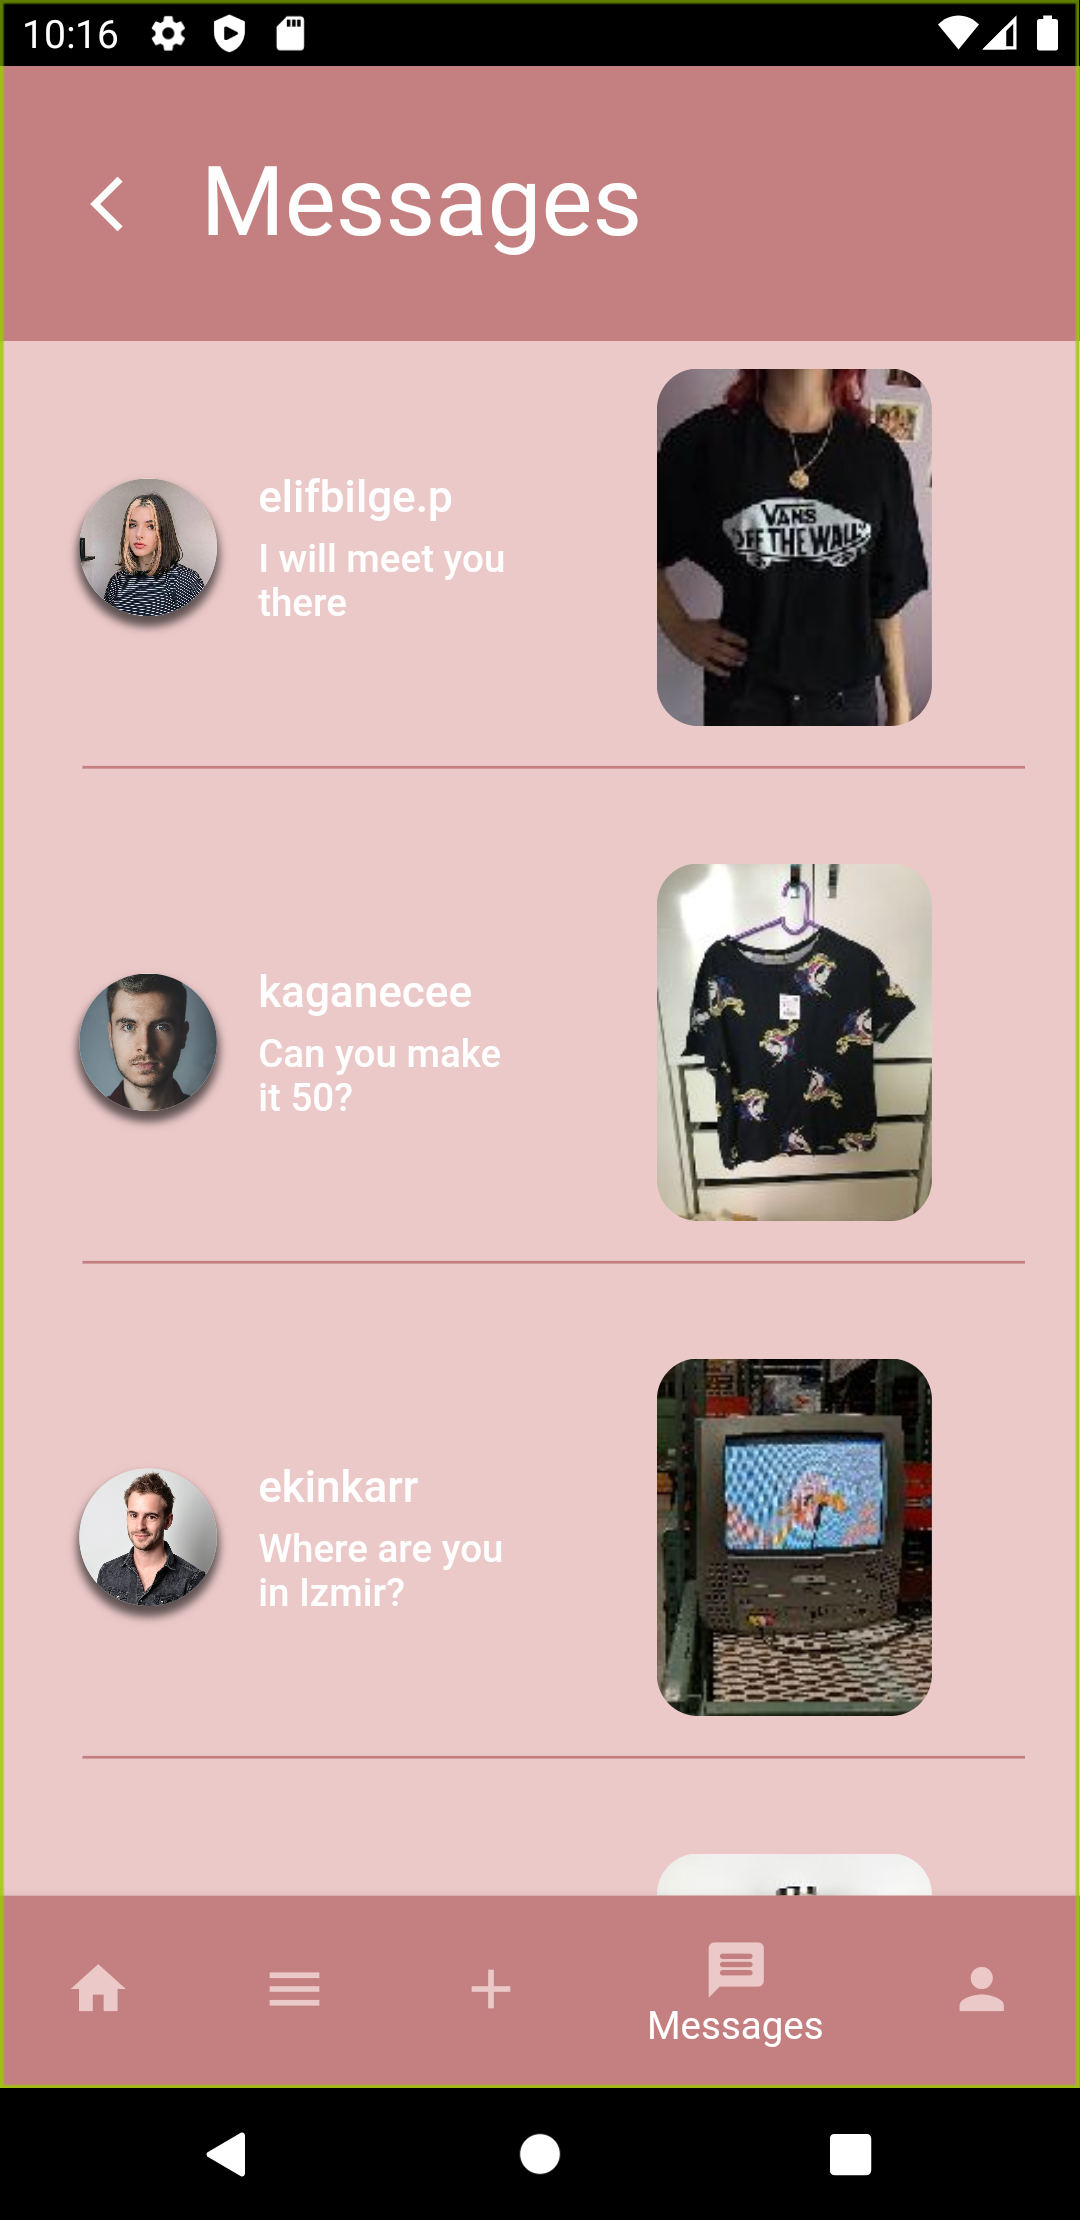 10:16
Messages
elifbilge.p
I will meet you
there
VANS
OFF THE WALL
kaganecee
Can you make
it 50?
ekinkarr
Where are you
in Izmir?
Messages